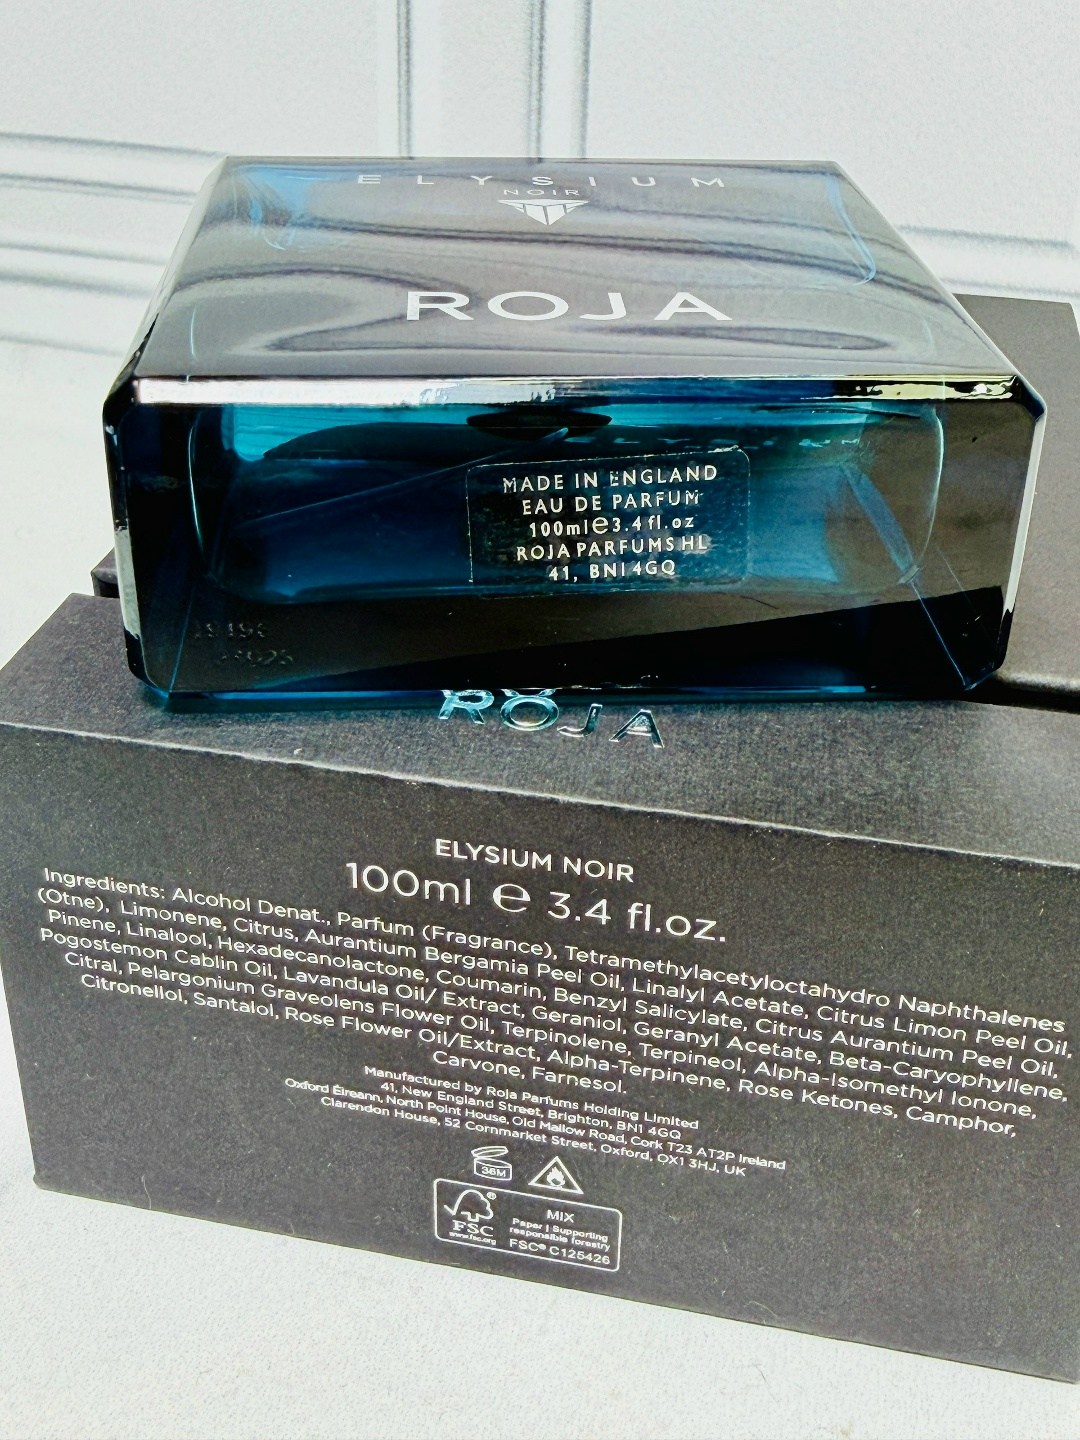 ELYSIUM
NOIR
ROJA
MADE IN ENGLAND
EAU DE PARFUM
100ml℮3.4fl.oz
ROJA PARFUMS HL
41, BN14GQ
ROJA
ELYSIUM NOIR
100ml ℮ 3.4 fl.oz.
Ingredients: Alcohol Denat., Parfum (Fragrance), Tetramethylacetyloctahydro Naphthalenes
(Otne), Limonene, Citrus, Aurantium Bergamia Peel Oil, Linalyl Acetate, Citrus Limon Peel Oil,
Pinene, Linalool, Hexadecanolactone, Coumarin, Benzyl Salicylate, Citrus Aurantium Peel Oil,
Pogostemon Cablin Oil, Lavandula Oil/ Extract, Geraniol, Geranyl Acetate, Beta-Caryophyllene,
Citral, Pelargonium Graveolens Flower Oil, Terpinolene, Terpineol, Alpha-Isomethyl Ionone,
Citronellol, Santalol, Rose Flower Oil/Extract, Alpha-Terpinene, Rose Ketones, Camphor,
Carvone, Farnesol.
Manufactured by Roja Parfums Holding Limited
41, New England Street, Brighton, BN1 4GQ
Oxford Éireann, North Point House, Old Mallow Road, Cork T23 AT2P Ireland
Clarendon House, 52 Cornmarket Street, Oxford, OX1 3HJ, UK
36M
FSC®
www.fsc.org
MIX
Paper | Supporting
responsible forestry
FSC® C125426